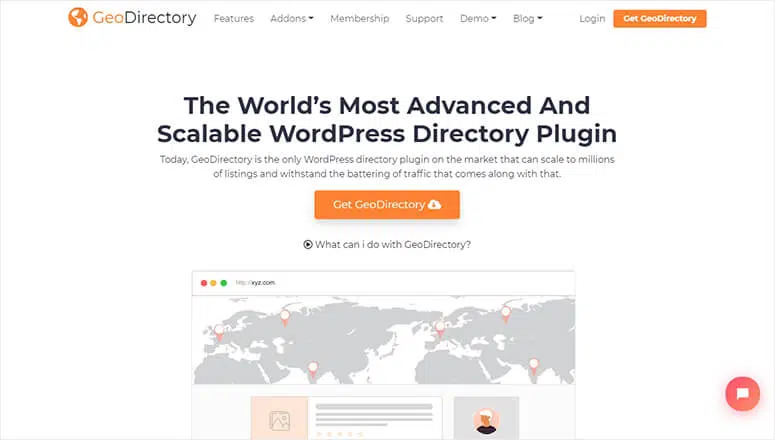 GeoDirectory Features Addons Membership Support Demo Blog Login Get GeoDirectory
The World's Most Advanced And
Scalable WordPress Directory Plugin
Today, GeoDirectory is the only WordPress directory plugin on the market that can scale to millions
of listings and withstand the battering of traffic that comes along with that.
Get GeoDirectory
What can i do with GeoDirectory?
http://xyz.com